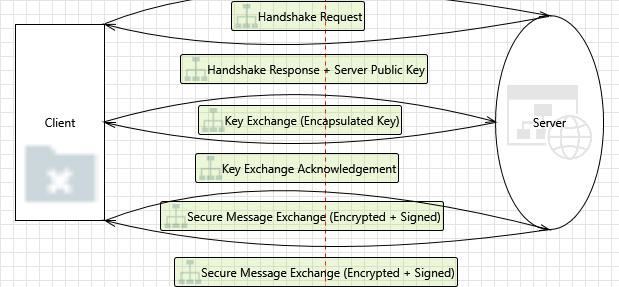 Handshake Request
Handshake Response + Server Public Key
Client
Key Exchange (Encapsulated Key)
Server
Key Exchange Acknowledgement
Secure Message Exchange (Encrypted + Signed)
Secure Message Exchange (Encrypted + Signed)